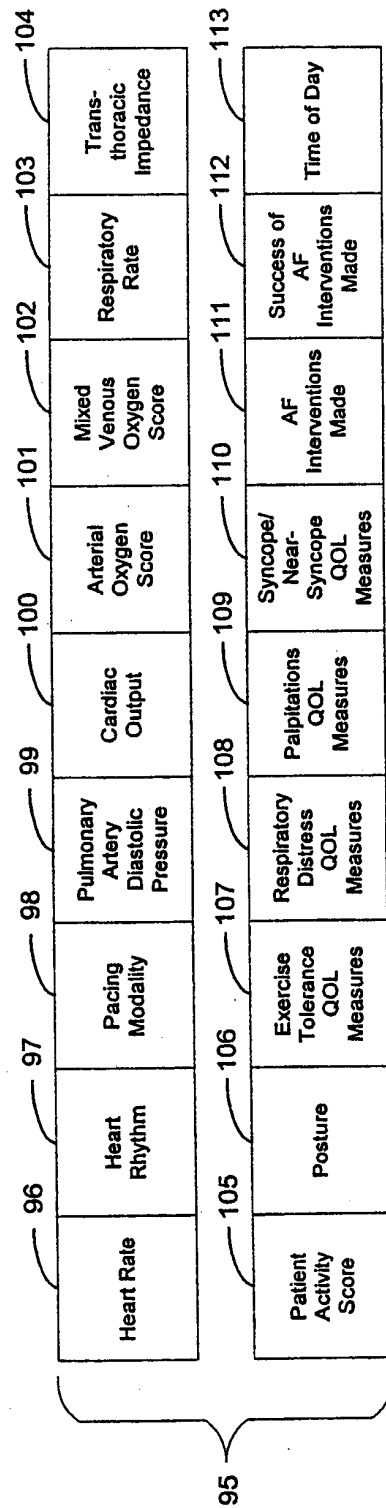 95
96
Heart Rate
97
Heart
Rhythm
98
Pacing
Modality
99
Pulmonary
Artery
Diastolic
Pressure
100
Cardiac
Output
101
Arterial
Oxygen
Score
102
Mixed
Venous
Oxygen
Score
103
Respiratory
Rate
104
Trans-
thoracic
Impedance
105
Patient
Activity
Score
106
Posture
107
Exercise
Tolerance
QOL
Measures
108
Respiratory
Distress
QOL
Measures
109
Palpitations
QOL
Measures
110
Syncope/
Near-
Syncope
QOL
Measures
111
AF
Interventions
Made
112
Success of
AF
Interventions
Made
113
Time of Day